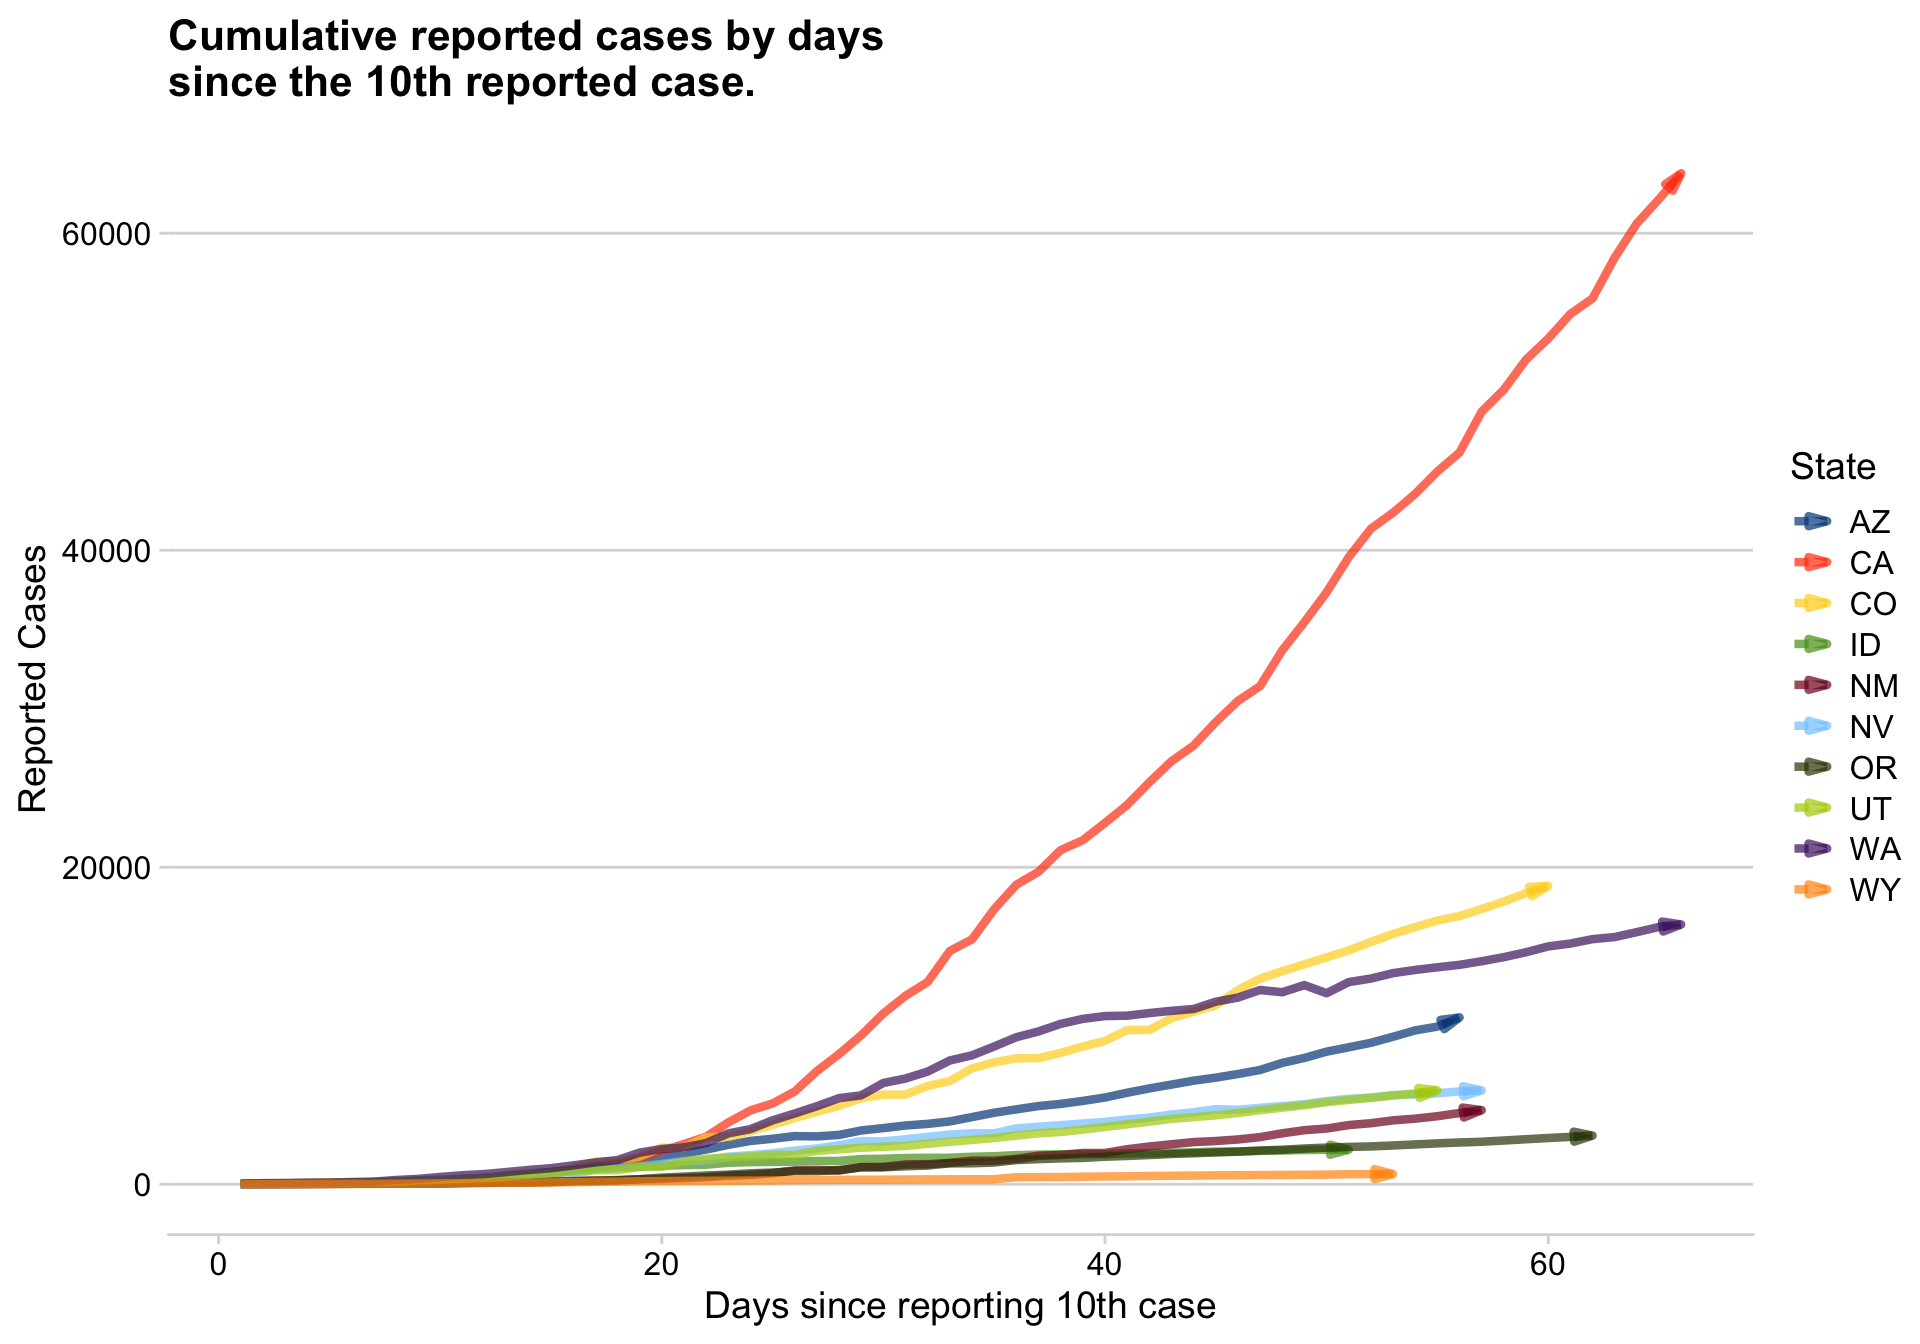 Cumulative reported cases by days
since the 10th reported case.
60000
40000
20000
0
Reported Cases
0
20
40
60
Days since reporting 10th case
State
AZ
CA
CO
ID
NM
NV
OR
UT
WA
WY